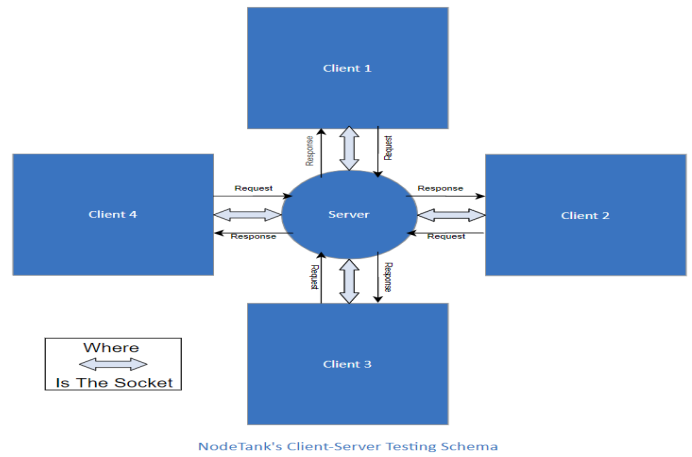 Client 1
Response
Request
Client 4
Request
Response
Server
Response
Request
Client 2
Request
Response
Client 3
Where
Is The Socket
NodeTank's Client-Server Testing Schema